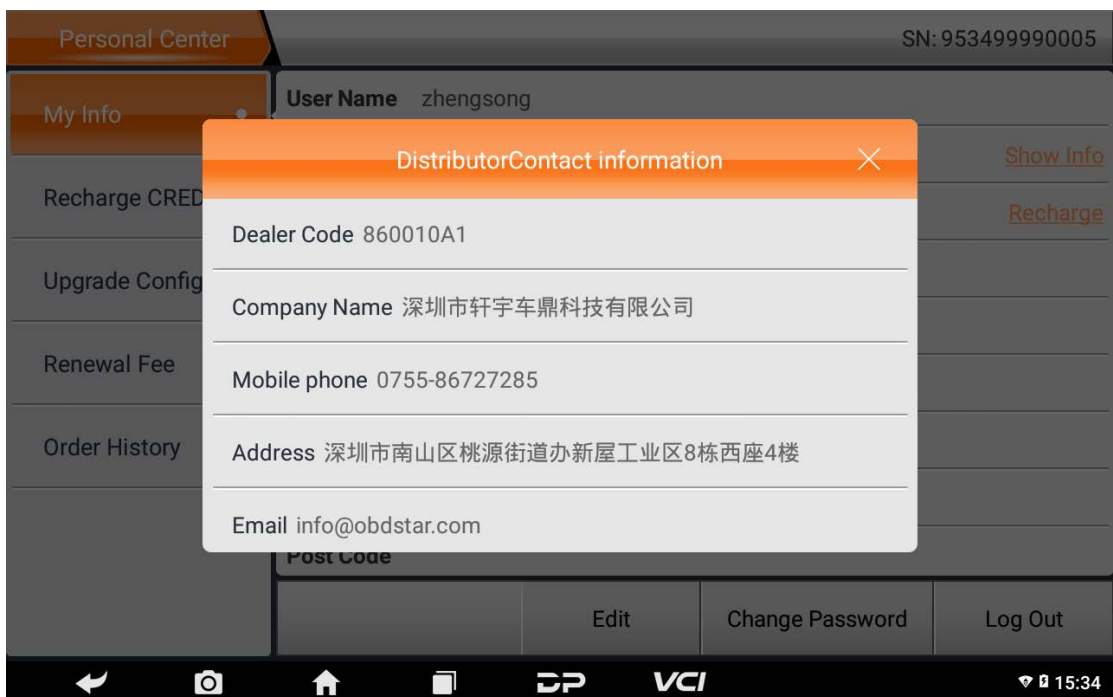 Personal Center
SN: 953499990005
My Info
User Name zhengsong
DistributorContact information
Show Info
Recharge CRED
Recharge
Dealer Code 860010A1
Upgrade Config
Company Name 深圳市轩宇车鼎科技有限公司
Renewal Fee
Mobile phone 0755-86727285
Order History
Address 深圳市南山区桃源街道办新屋工业区8栋西座4楼
Email info@obdstar.com
Post Code
Edit
Change Password
Log Out
DP
VCI
15:34